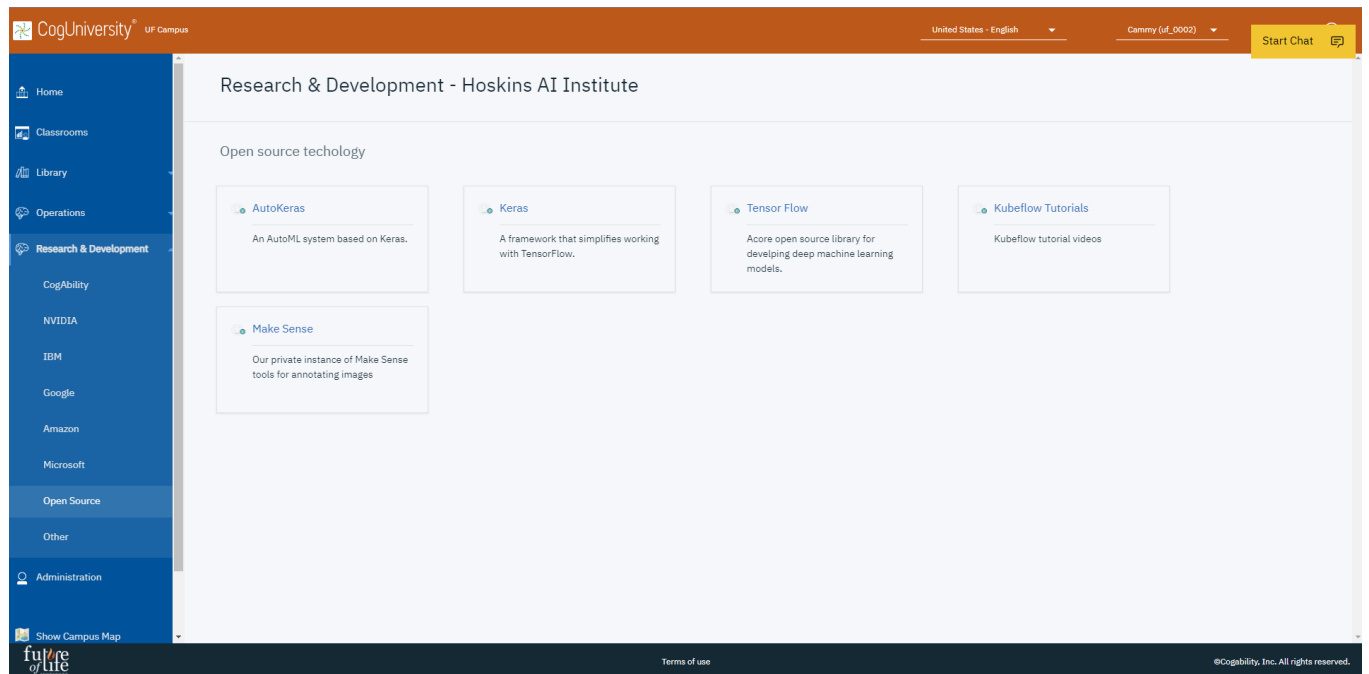 CogUniversity® UF Campus
United States - English
Cammy (uf_0002)
Start Chat
Home
Classrooms
Library
Operations
Research & Development
CogAbility
NVIDIA
IBM
Google
Amazon
Microsoft
Open Source
Other
Administration
Show Campus Map
Research & Development - Hoskins AI Institute
Open source techology
AutoKeras
An AutoML system based on Keras.
Keras
A framework that simplifies working
with TensorFlow.
Tensor Flow
Acore open source library for
develping deep machine learning
models.
Kubeflow Tutorials
Kubeflow tutorial videos
Make Sense
Our private instance of Make Sense
tools for annotating images
future
of life
Terms of use
©Cogability, Inc. All rights reserved.